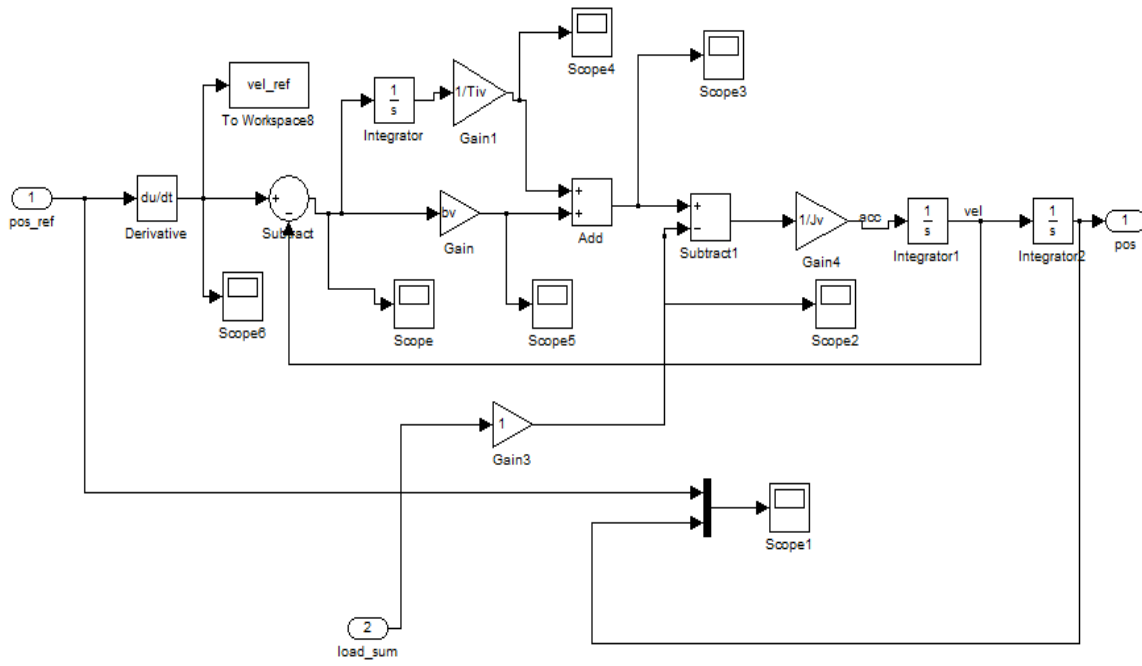 Scope4
Scope3
vel_ref
To Workspace8
1
s
Integrator
1/Tiv
Gain1
1
pos_ref
du/dt
Derivative
+
−
Subtract
bv
Gain
+
+
Add
+
−
Subtract1
1/Jv
Gain4
acc
1
s
Integrator1
vel
1
s
Integrator2
1
pos
Scope6
Scope
Scope5
Scope2
1
Gain3
Scope1
2
load_sum